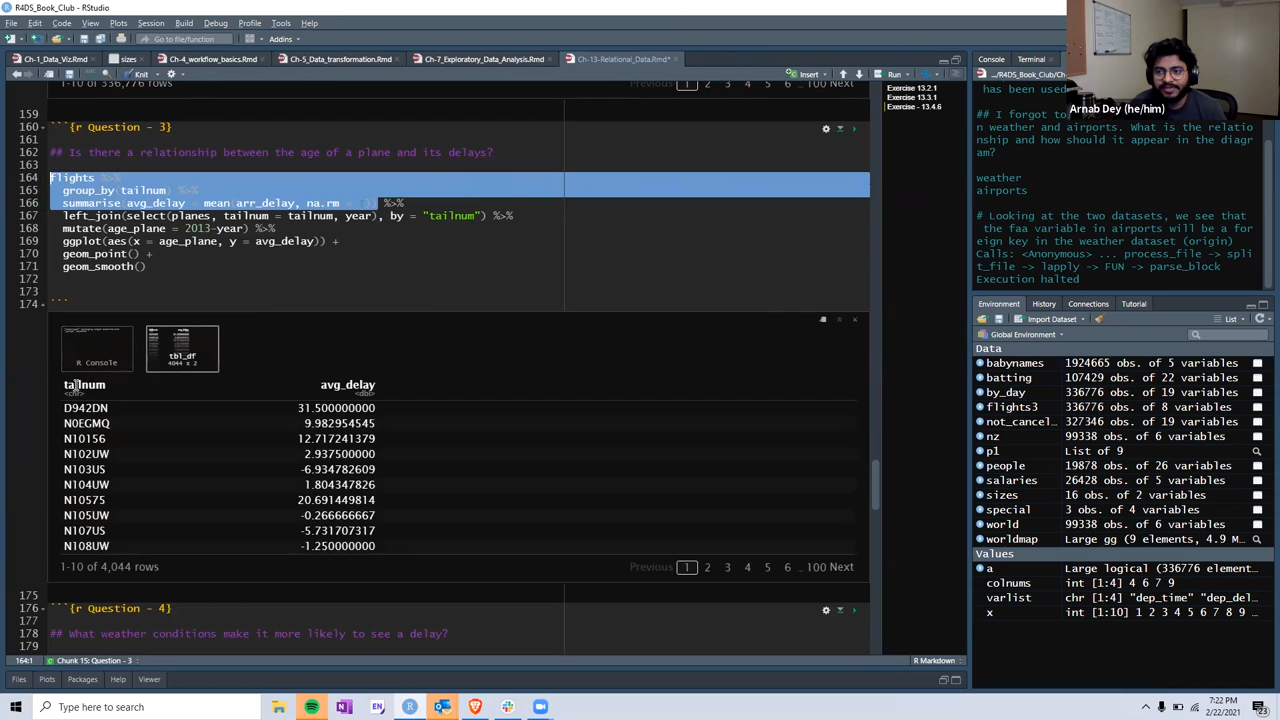 R4DS_Book_Club - RStudio
File Edit Code View Plots Session Build Debug Profile Tools Help
Go to file/function Addins
Ch-1_Data_Viz.Rmd sizes Ch-4_workflow_basics.Rmd Ch-5_Data_transformation.Rmd Ch-7_Exploratory_Data_Analysis.Rmd Ch-13-Relational_Data.Rmd*
Knit Insert Run
1-10 of 336,776 rows Previous 1 2 3 4 5 6 ... 100 Next
159
160 ```{r Question - 3}
161
162 ## Is there a relationship between the age of a plane and its delays?
163
164 flights %>%
165 group_by(tailnum) %>%
166 summarise(avg_delay = mean(arr_delay, na.rm = T)) %>%
167 left_join(select(planes, tailnum = tailnum, year), by = "tailnum") %>%
168 mutate(age_plane = 2013-year) %>%
169 ggplot(aes(x = age_plane, y = avg_delay)) +
170 geom_point() +
171 geom_smooth()
172
173
174 ```
R Console
tbl_df
4044 x 2
tailnum avg_delay
<chr> <dbl>
D942DN 31.500000000
N0EGMQ 9.982954545
N10156 12.717241379
N102UW 2.937500000
N103US -6.934782609
N104UW 1.804347826
N10575 20.691449814
N105UW -0.266666667
N107US -5.731707317
N108UW -1.250000000
1-10 of 4,044 rows Previous 1 2 3 4 5 6 ... 100 Next
175
176 ```{r Question - 4}
177
178 ## What weather conditions make it more likely to see a delay?
179
164:1 Chunk 15: Question - 3 R Markdown
Files Plots Packages Help Viewer
Exercise 13.2.1
Exercise 13.3.1
Exercise - 13.4.6
Console Terminal
.../R4DS_Book_Club/Ch
has been used
## I forgot to
n weather and airports. What is the relatio
nship and how should it appear in the diagr
am?
weather
airports
# Looking at the two datasets, we see that
the faa variable in airports will be a for
eign key in the weather dataset (origin)
Calls: <Anonymous> ... process_file -> spli
t_file -> lapply -> FUN -> parse_block
Execution halted
Arnab Dey (he/him)
Environment History Connections Tutorial
Import Dataset List
Global Environment
Data
babynames 1924665 obs. of 5 variables
batting 107429 obs. of 22 variables
by_day 336776 obs. of 19 variables
flights3 336776 obs. of 8 variables
not_cancel... 327346 obs. of 19 variables
nz 99338 obs. of 6 variables
p1 List of 9
people 19878 obs. of 26 variables
salaries 26428 obs. of 5 variables
sizes 16 obs. of 2 variables
special 3 obs. of 4 variables
world 99338 obs. of 6 variables
worldmap Large gg (9 elements, 4.9 M...
Values
a Large logical (336776 element...
colnums int [1:4] 4 6 7 9
varlist chr [1:4] "dep_time" "dep_del...
x int [1:10] 1 2 3 4 5 6 7 8 9 ...
Type here to search
EN
7:22 PM
2/22/2021
23